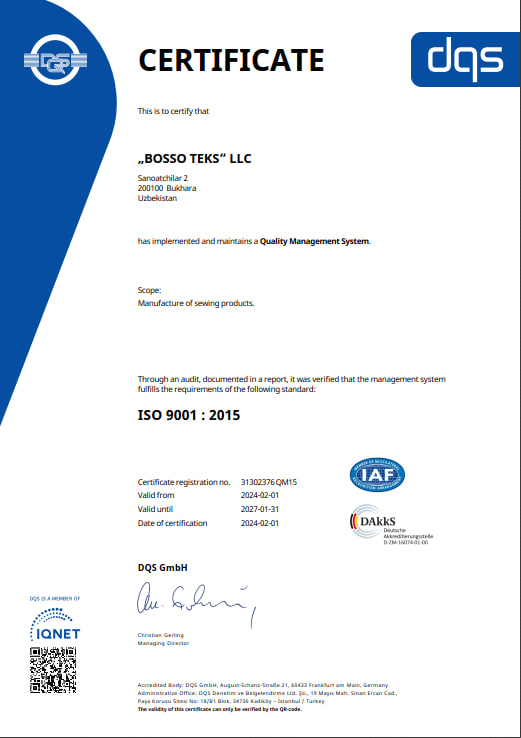 DQS
CERTIFICATE
dqs
This is to certify that
„BOSSO TEKS“ LLC
Sanoatchilar 2
200100 Bukhara
Uzbekistan
has implemented and maintains a Quality Management System.
Scope:
Manufacture of sewing products.
Through an audit, documented in a report, it was verified that the management system
fulfills the requirements of the following standard:
ISO 9001 : 2015
MEMBER OF MULTILATERAL
IAF
RECOGNITION ARRANGEMENT
Certificate registration no. 31302376 QM15
Valid from 2024-02-01
Valid until 2027-01-31
Date of certification 2024-02-01
DAkkS
Deutsche
Akkreditierungsstelle
D-ZM-16074-01-00
DQS GmbH
DQS IS A MEMBER OF
IQNET
Christian Gerling
Managing Director
Accredited Body: DQS GmbH, August-Schanz-Straße 21, 60433 Frankfurt am Main, Germany
Administrative Office: DQS Denetim ve Belgelendirme Ltd. Şti., 19 Mayıs Mah. Sinan Ercan Cad.,
Paşa Korusu Sitesi No: 18/B1 Blok, 34736 Kadıköy – İstanbul / Turkey
The validity of this certificate can only be verified by the QR-code.